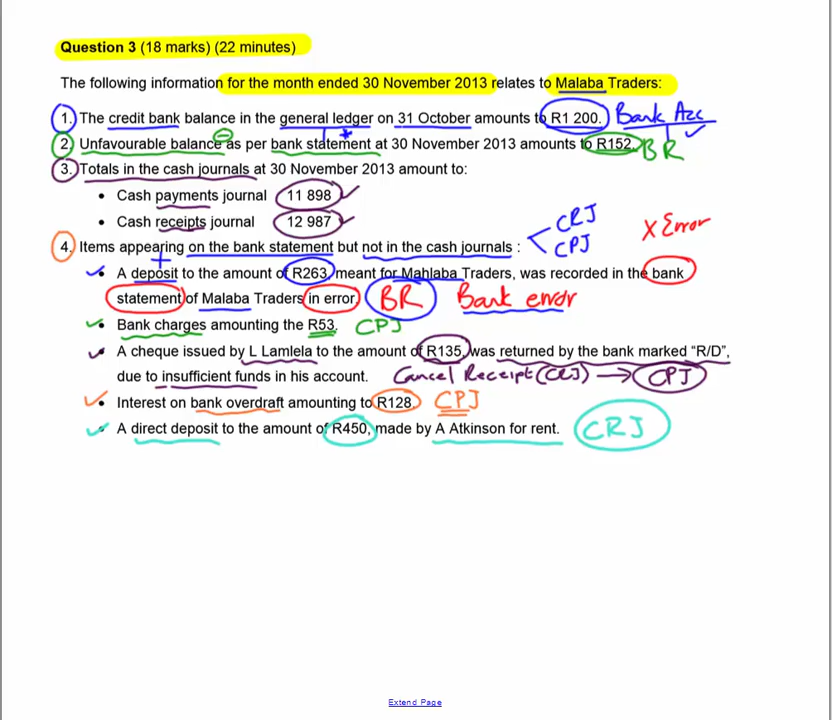 Question 3 (18 marks) (22 minutes)
The following information for the month ended 30 November 2013 relates to Malaba Traders:
1. The credit bank balance in the general ledger on 31 October amounts to R1 200. Bank Acc
2. Unfavourable balance as per bank statement at 30 November 2013 amounts to R152. BR
3. Totals in the cash journals at 30 November 2013 amount to:
• Cash payments journal 11 898
• Cash receipts journal 12 987
CRJ
4. Items appearing on the bank statement but not in the cash journals : CPJ X Error
• A deposit to the amount of R263, meant for Mahlaba Traders, was recorded in the bank
statement of Malaba Traders in error BR Bank error
• Bank charges amounting the R53. CPJ
• A cheque issued by L Lamlela to the amount of R135, was returned by the bank marked "R/D",
due to insufficient funds in his account. Cancel Receipt (CRJ) → CPJ
• Interest on bank overdraft amounting to R128. CPJ
• A direct deposit to the amount of R450, made by A Atkinson for rent. CRJ
Extend Page